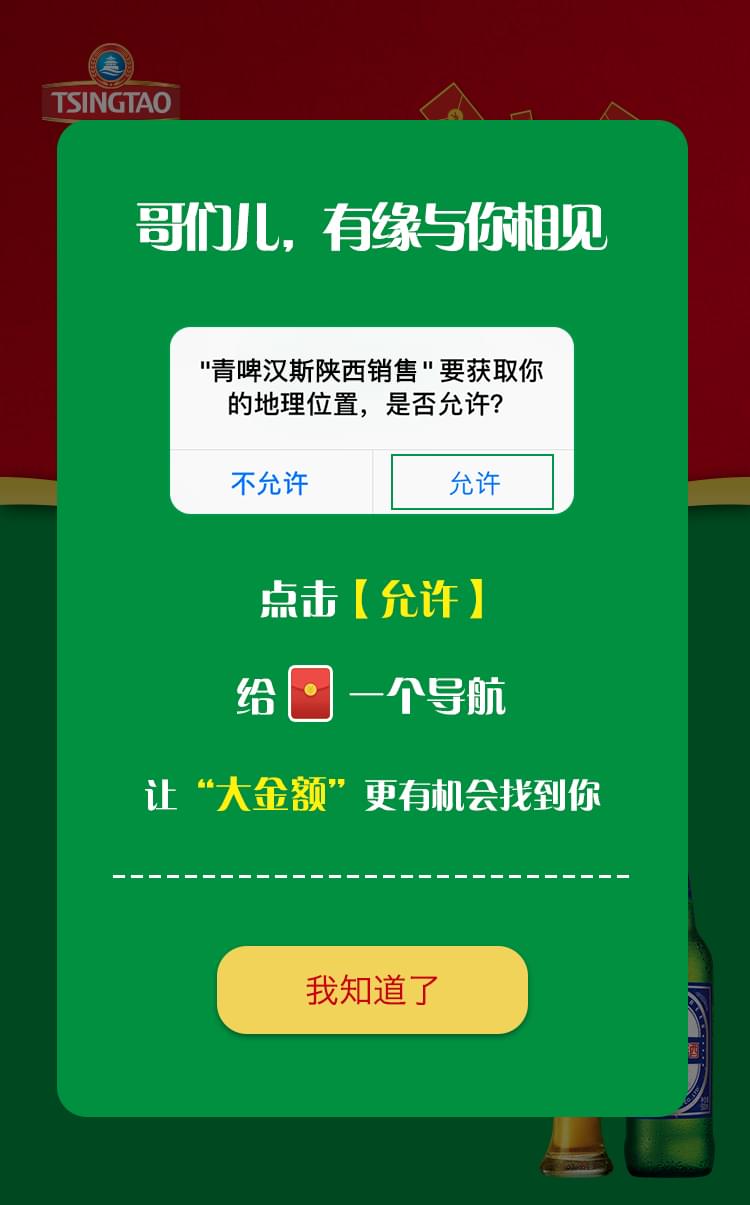 TSINGTAO
哥们儿，有缘与你相见
"青啤汉斯陕西销售"要获取你
的地理位置，是否允许？
不允许
允许
点击【允许】
给 一个导航
让“大金额”更有机会找到你
我知道了